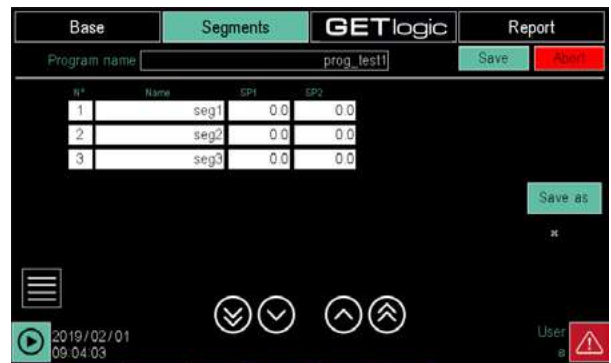 Base Segments GETlogic Report
Program name prog_test1 Save Abort
N° Name SP1 SP2
1 seg1 0.0 0.0
2 seg2 0.0 0.0
3 seg3 0.0 0.0
Save as
2019/02/01
09:04:03
User